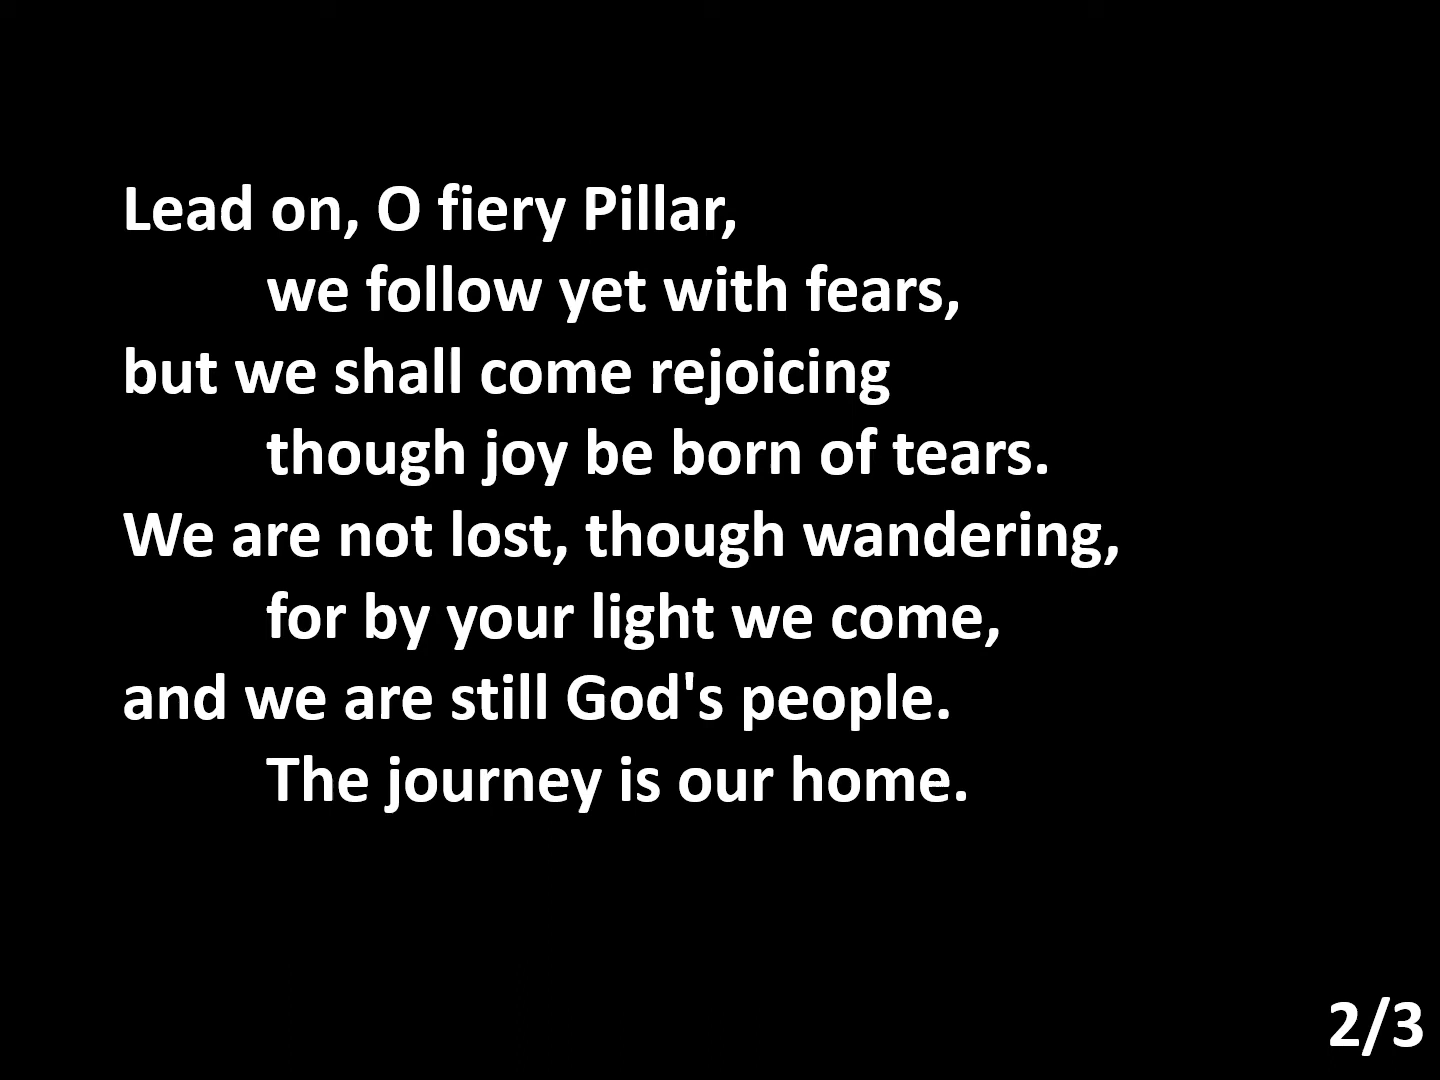 Lead on, O fiery Pillar,
we follow yet with fears,
but we shall come rejoicing
though joy be born of tears.
We are not lost, though wandering,
for by your light we come,
and we are still God's people.
The journey is our home.
2/3